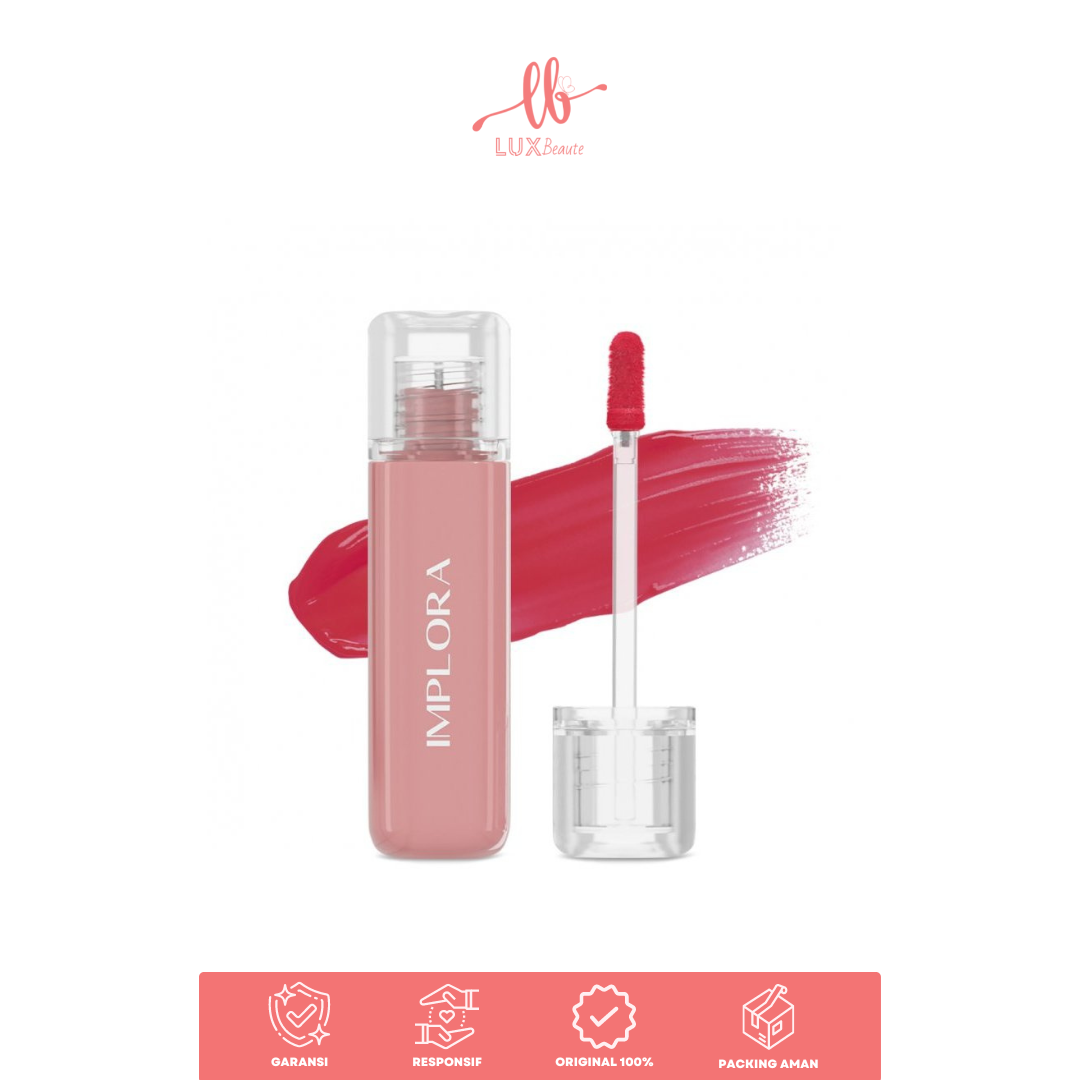 lb
LUX Beaute
IMPLORA
GARANSI
RESPONSIF
ORIGINAL 100%
PACKING AMAN